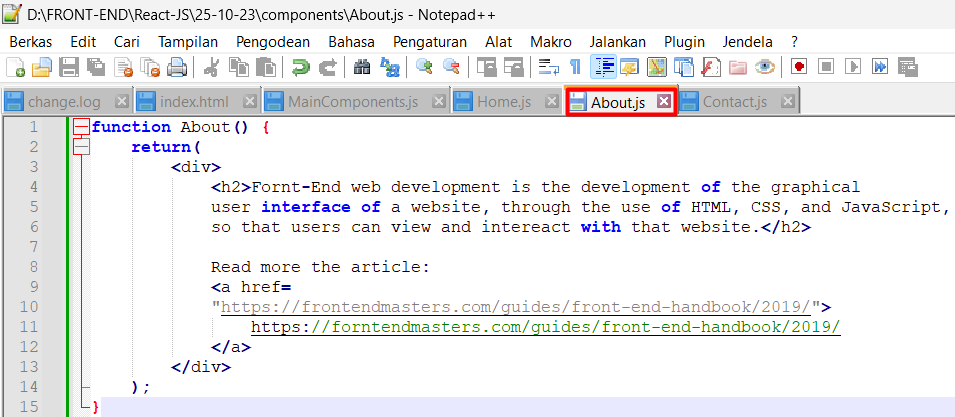 D:\FRONT-END\React-JS\25-10-23\components\About.js - Notepad++
Berkas Edit Cari Tampilan Pengodean Bahasa Pengaturan Alat Makro Jalankan Plugin Jendela ?
change.log index.html MainComponents.js Home.js About.js Contact.js
1 function About() {
2 return(
3 <div>
4 <h2>Fornt-End web development is the development of the graphical
5 user interface of a website, through the use of HTML, CSS, and JavaScript,
6 so that users can view and intereact with that website.</h2>
7
8 Read more the article:
9 <a href=
10 "https://frontendmasters.com/guides/front-end-handbook/2019/">
11 https://forntendmasters.com/guides/front-end-handbook/2019/
12 </a>
13 </div>
14 );
15 }